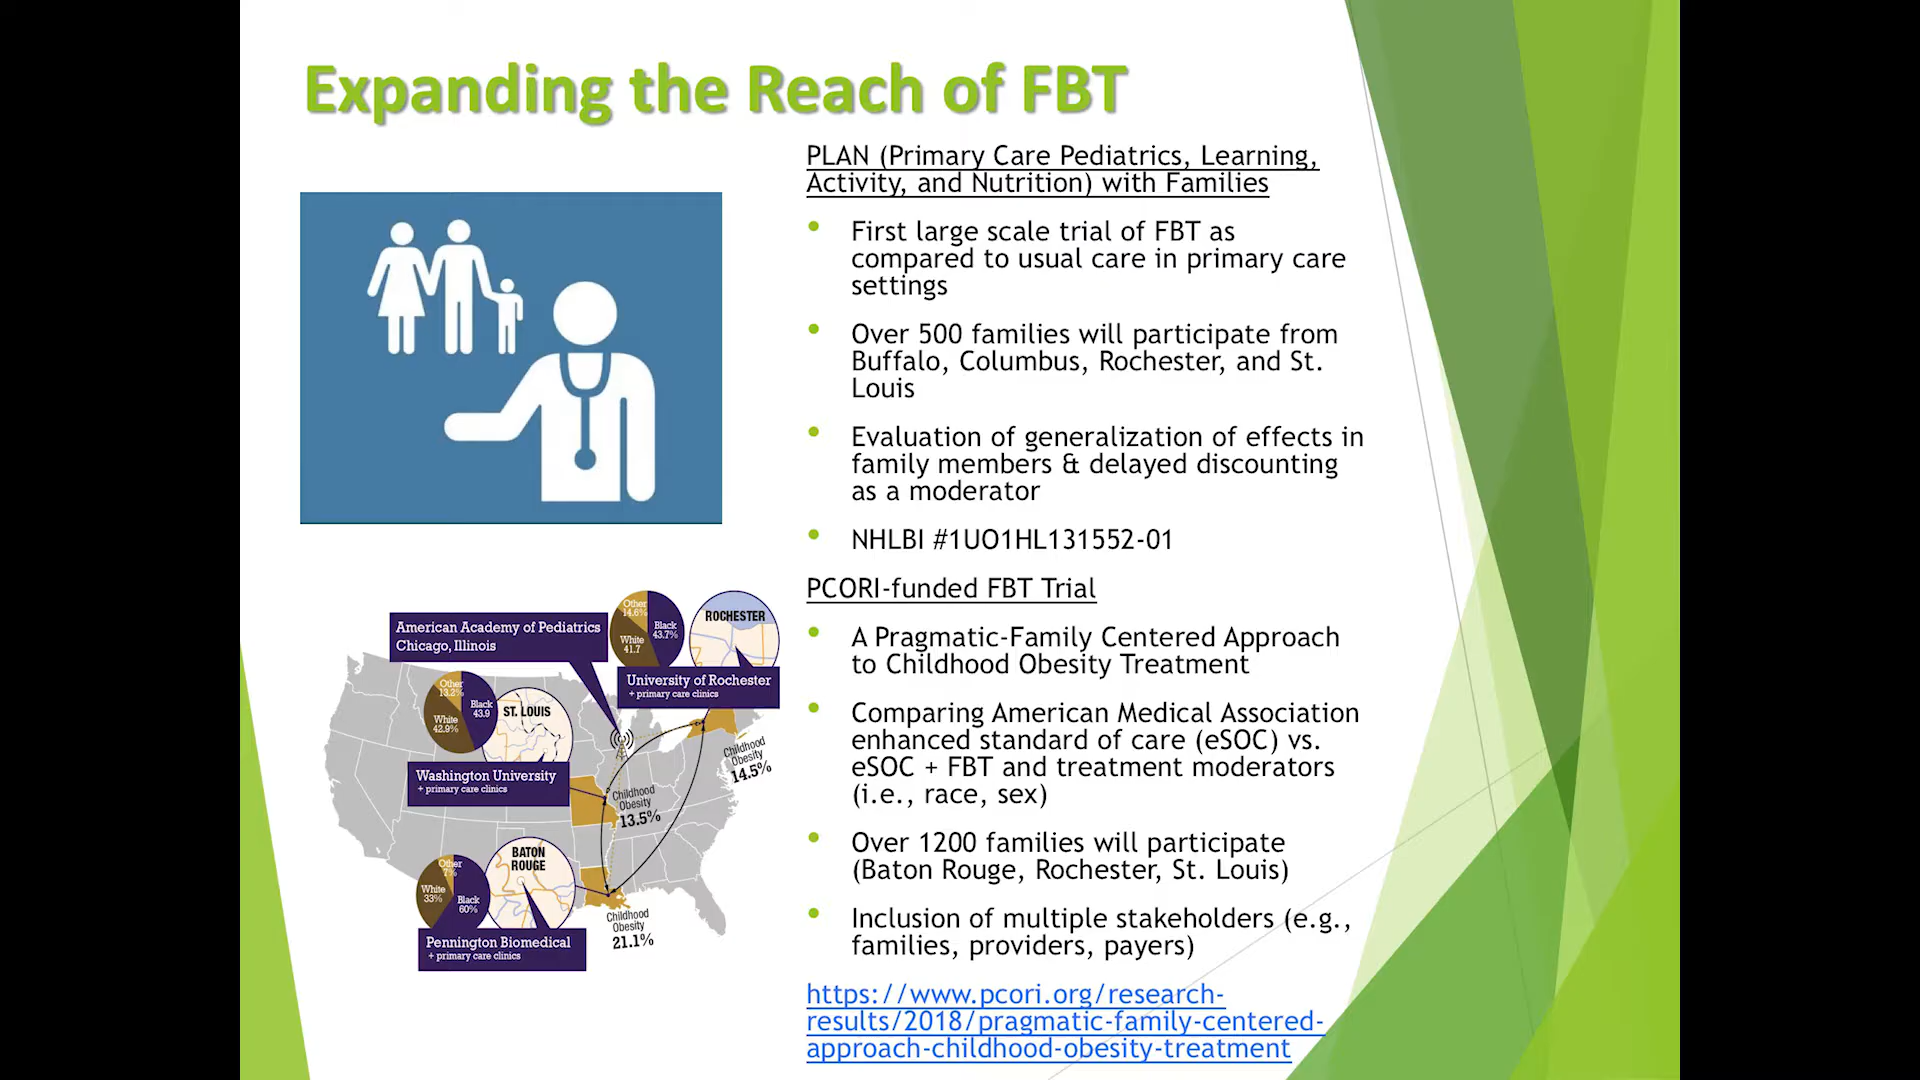 Expanding the Reach of FBT
PLAN (Primary Care Pediatrics, Learning,
Activity, and Nutrition) with Families
• First large scale trial of FBT as
compared to usual care in primary care
settings
• Over 500 families will participate from
Buffalo, Columbus, Rochester, and St.
Louis
• Evaluation of generalization of effects in
family members & delayed discounting
as a moderator
• NHLBI #1UO1HL131552-01
PCORI-funded FBT Trial
• A Pragmatic-Family Centered Approach
to Childhood Obesity Treatment
• Comparing American Medical Association
enhanced standard of care (eSOC) vs.
eSOC + FBT and treatment moderators
(i.e., race, sex)
• Over 1200 families will participate
(Baton Rouge, Rochester, St. Louis)
• Inclusion of multiple stakeholders (e.g.,
families, providers, payers)
https://www.pcori.org/research-
results/2018/pragmatic-family-centered-
approach-childhood-obesity-treatment
American Academy of Pediatrics
Chicago, Illinois
Other
14.6%
Black
43.7%
White
41.7
ROCHESTER
University of Rochester
+ primary care clinics
Other
13.2%
Black
43.9
White
42.9%
ST. LOUIS
Washington University
+ primary care clinics
Childhood
Obesity
14.5%
Childhood
Obesity
13.5%
Other
7%
White
33%
Black
60%
BATON
ROUGE
Pennington Biomedical
+ primary care clinics
Childhood
Obesity
21.1%